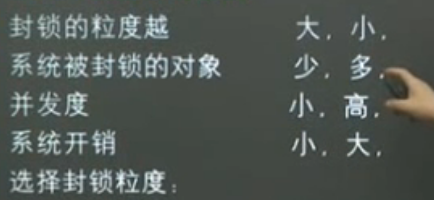 封锁的粒度越 大, 小,
系统被封锁的对象 少, 多,
并发度 小, 高,
系统开销 小, 大,
选择封锁粒度: